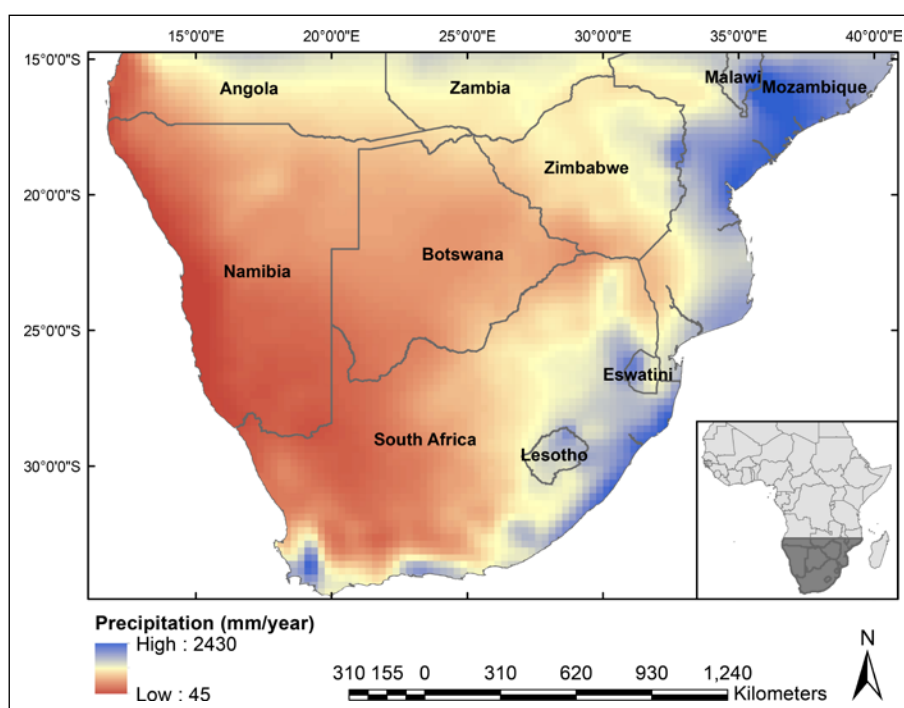 15°0'0"E 20°0'0"E 25°0'0"E 30°0'0"E 35°0'0"E 40°0'0"E
15°0'0"S
Angola
Zambia
Malawi
Mozambique
Zimbabwe
20°0'0"S
Botswana
Namibia
25°0'0"S
Eswatini
South Africa
Lesotho
30°0'0"S
Precipitation (mm/year)
High : 2430
Low : 45
310 155 0 310 620 930 1,240
Kilometers
N